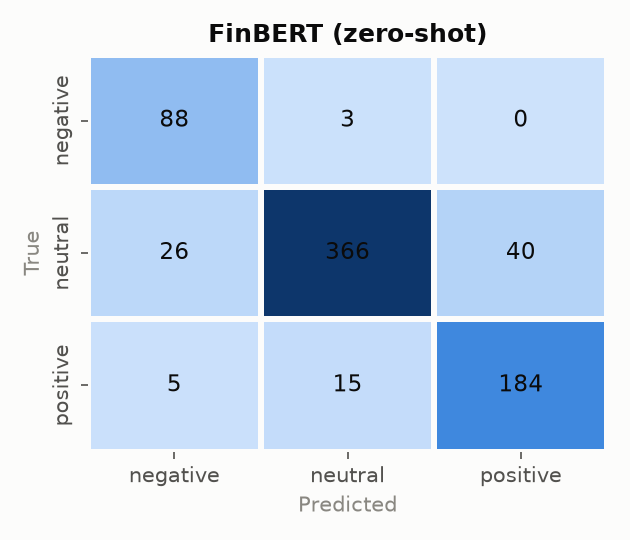 FinBERT (zero-shot)
True
negative
88
3
0
neutral
26
366
40
positive
5
15
184
negative
neutral
positive
Predicted